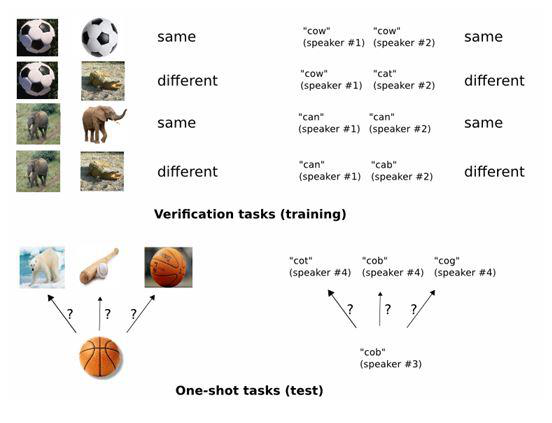 same "cow" "cow" same
(speaker #1) (speaker #2)
different "cow" "cat" different
(speaker #1) (speaker #2)
same "can" "can" same
(speaker #1) (speaker #2)
different "can" "cab" different
(speaker #1) (speaker #2)
Verification tasks (training)
"cot" "cob" "cog"
(speaker #4) (speaker #4) (speaker #4)
? ? ? ? ? ?
"cob"
(speaker #3)
One-shot tasks (test)